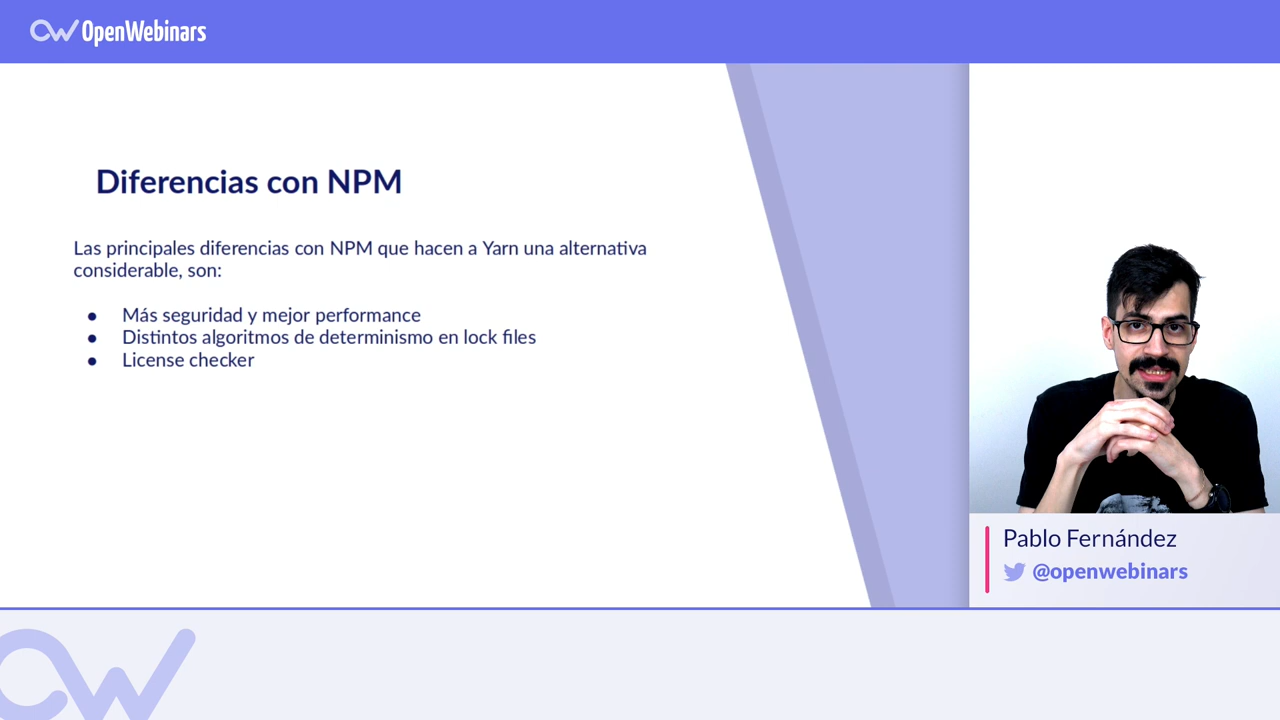 OpenWebinars
Diferencias con NPM
Las principales diferencias con NPM que hacen a Yarn una alternativa
considerable, son:
● Más seguridad y mejor performance
● Distintos algoritmos de determinismo en lock files
● License checker
Pablo Fernández
@openwebinars